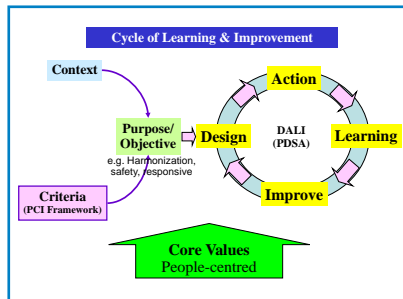 Cycle of Learning & Improvement
Context
Action
Purpose/
Objective
Design
DALI
(PDSA)
Learning
e.g. Harmonization,
safety, responsive
Criteria
(PCI Framework)
Improve
Core Values
People-centred